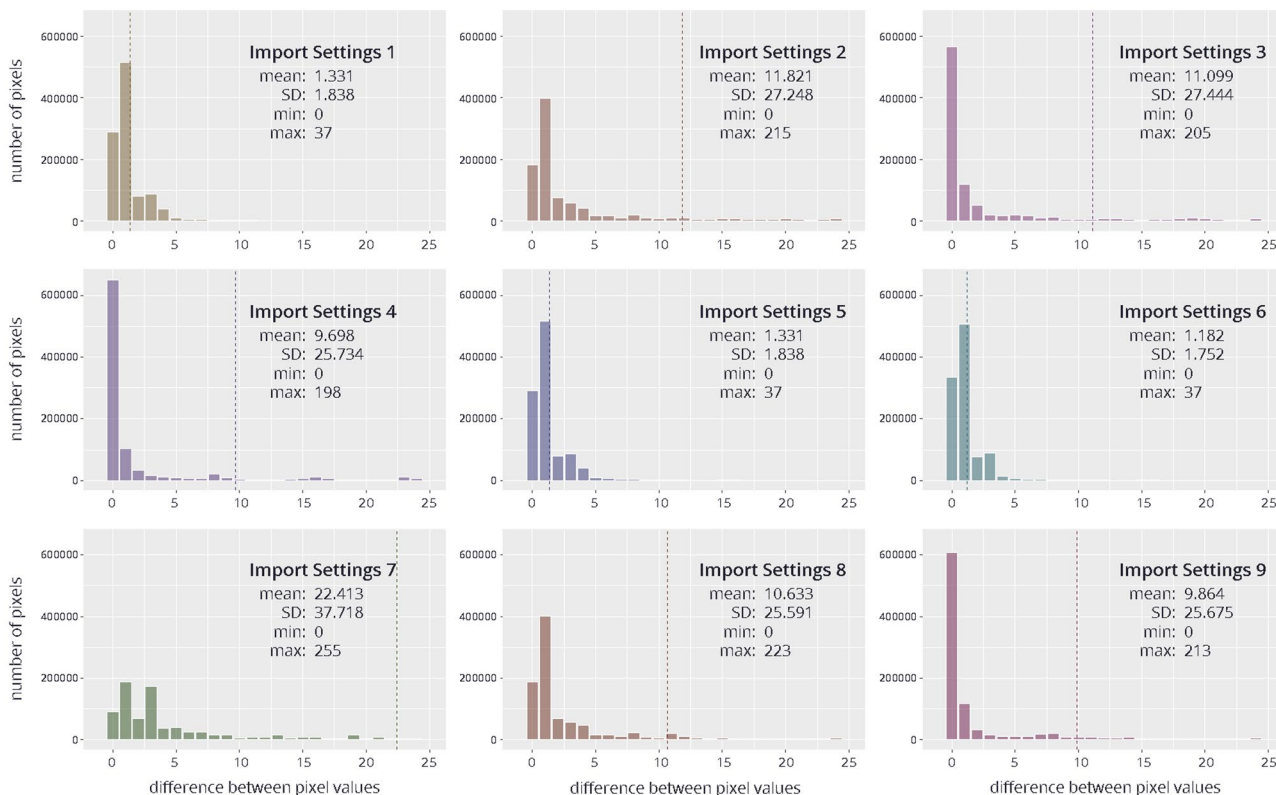 number of pixels
600000
400000
200000
0
0 5 10 15 20 25
Import Settings 1
mean: 1.331
SD: 1.838
min: 0
max: 37
600000
400000
200000
0
0 5 10 15 20 25
Import Settings 2
mean: 11.821
SD: 27.248
min: 0
max: 215
600000
400000
200000
0
0 5 10 15 20 25
Import Settings 3
mean: 11.099
SD: 27.444
min: 0
max: 205
number of pixels
600000
400000
200000
0
0 5 10 15 20 25
Import Settings 4
mean: 9.698
SD: 25.734
min: 0
max: 198
600000
400000
200000
0
0 5 10 15 20 25
Import Settings 5
mean: 1.331
SD: 1.838
min: 0
max: 37
600000
400000
200000
0
0 5 10 15 20 25
Import Settings 6
mean: 1.182
SD: 1.752
min: 0
max: 37
number of pixels
600000
400000
200000
0
0 5 10 15 20 25
Import Settings 7
mean: 22.413
SD: 37.718
min: 0
max: 255
difference between pixel values
600000
400000
200000
0
0 5 10 15 20 25
Import Settings 8
mean: 10.633
SD: 25.591
min: 0
max: 223
difference between pixel values
600000
400000
200000
0
0 5 10 15 20 25
Import Settings 9
mean: 9.864
SD: 25.675
min: 0
max: 213
difference between pixel values